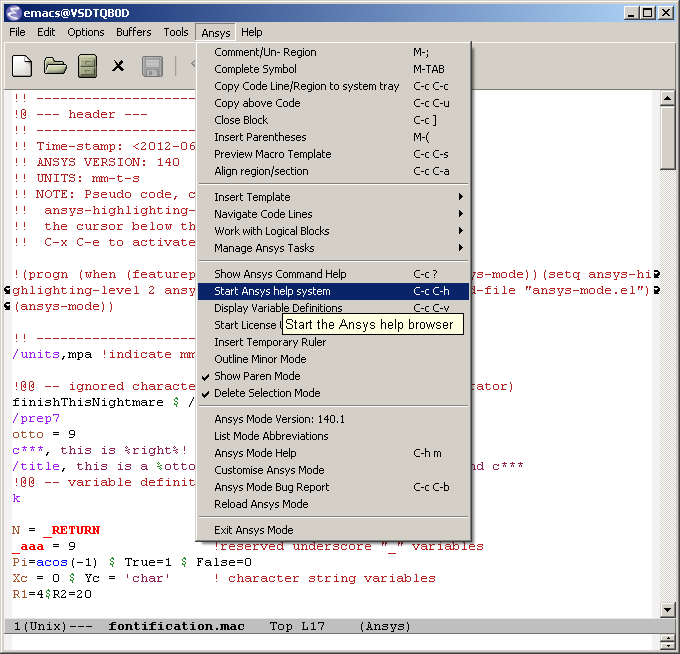 emacs@VSDTQBOD
File Edit Options Buffers Tools Ansys Help
Comment/Un- Region M-;
Complete Symbol M-TAB
Copy Code Line/Region to system tray C-c C-c
Copy above Code C-c C-u
Close Block C-c ]
Insert Parentheses M-(
Preview Macro Template C-c C-s
Align region/section C-c C-a
Insert Template
Navigate Code Lines
Work with Logical Blocks
Manage Ansys Tasks
Show Ansys Command Help C-c ?
Start Ansys help system C-c C-h
Display Variable Definitions C-c C-v
Start License
Start the Ansys help browser
Insert Temporary Ruler
Outline Minor Mode
Show Paren Mode
Delete Selection Mode
Ansys Mode Version: 140.1
List Mode Abbreviations
Ansys Mode Help C-h m
Customise Ansys Mode
Ansys Mode Bug Report C-c C-b
Reload Ansys Mode
Exit Ansys Mode
!! --------------------
!@ --- header ---
!! --------------------
!! Time-stamp: <2012-06
!! ANSYS VERSION: 140
!! UNITS: mm-t-s
!! NOTE: Pseudo code, c
!!  ansys-highlighting-
!!  the cursor below th
!!  C-x C-e to activate
!(progn (when (featurep ys-mode))(setq ansys-hi
ghlighting-level 2 ansy d-file "ansys-mode.el")
(ansys-mode))
!! --------------------
/units,mpa !indicate mm
!@@ -- ignored characte rator)
finishThisNightmare $ /
/prep7
otto = 9
c***, this is %right%!
/title, this is a %otto nd c***
!@@ -- variable definit
k
N = _RETURN
_aaa = 9 !reserved underscore "_" variables
Pi=acos(-1) $ True=1 $ False=0
Xc = 0 $ Yc = 'char' ! character string variables
R1=4$R2=20
1(Unix)--- fontification.mac Top L17 (Ansys)